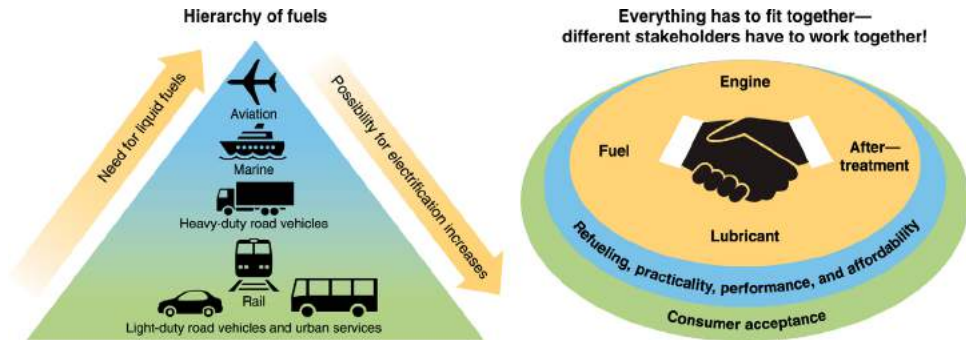 Hierarchy of fuels
Need for liquid fuels
Possibility for electrification increases
Aviation
Marine
Heavy-duty road vehicles
Rail
Light-duty road vehicles and urban services
Everything has to fit together—
different stakeholders have to work together!
Engine
Fuel
After—
treatment
Lubricant
Refueling, practicality, performance, and affordability
Consumer acceptance